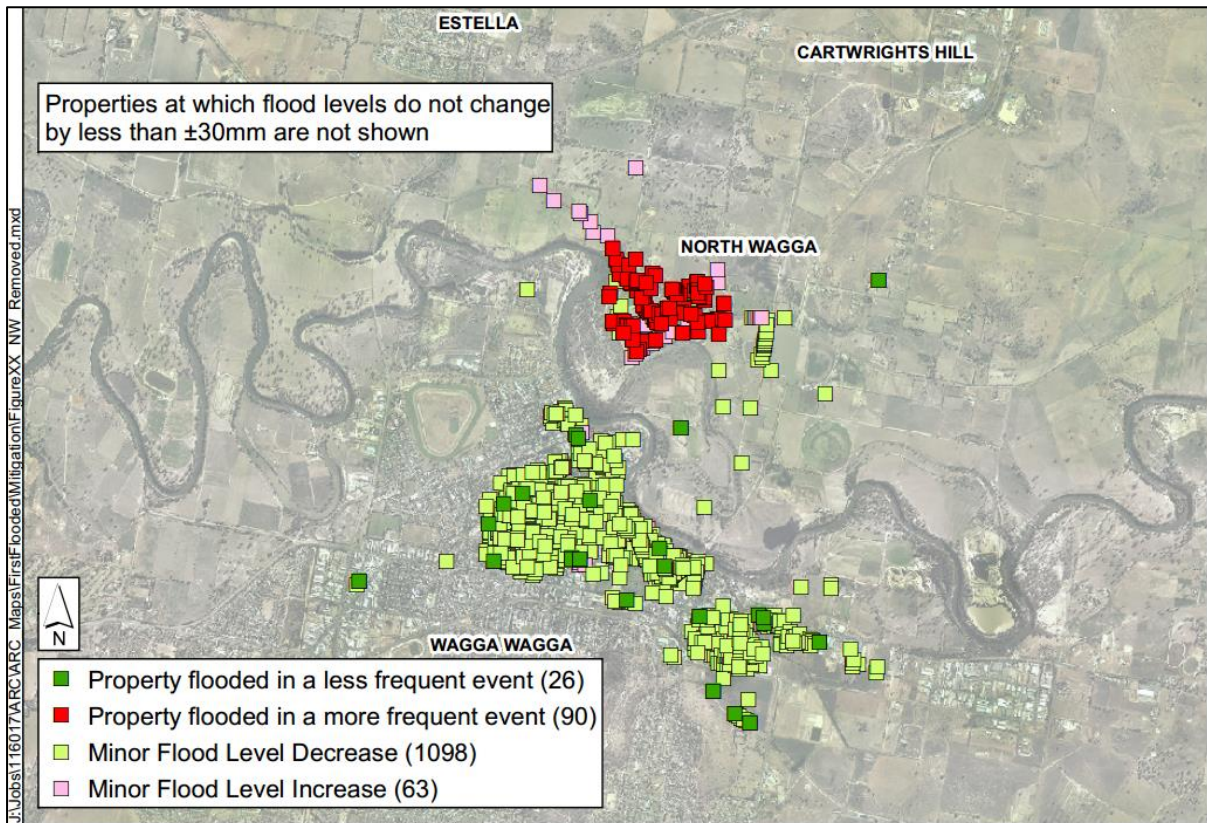 ESTELLA
CARTWRIGHTS HILL
Properties at which flood levels do not change
by less than ±30mm are not shown
NORTH WAGGA
J:\Jobs\116017\ARC\ARC_Maps\FirstFlooded\Mitigation\FigureXX_NW_Removed.mxd
N
WAGGA WAGGA
Property flooded in a less frequent event (26)
Property flooded in a more frequent event (90)
Minor Flood Level Decrease (1098)
Minor Flood Level Increase (63)